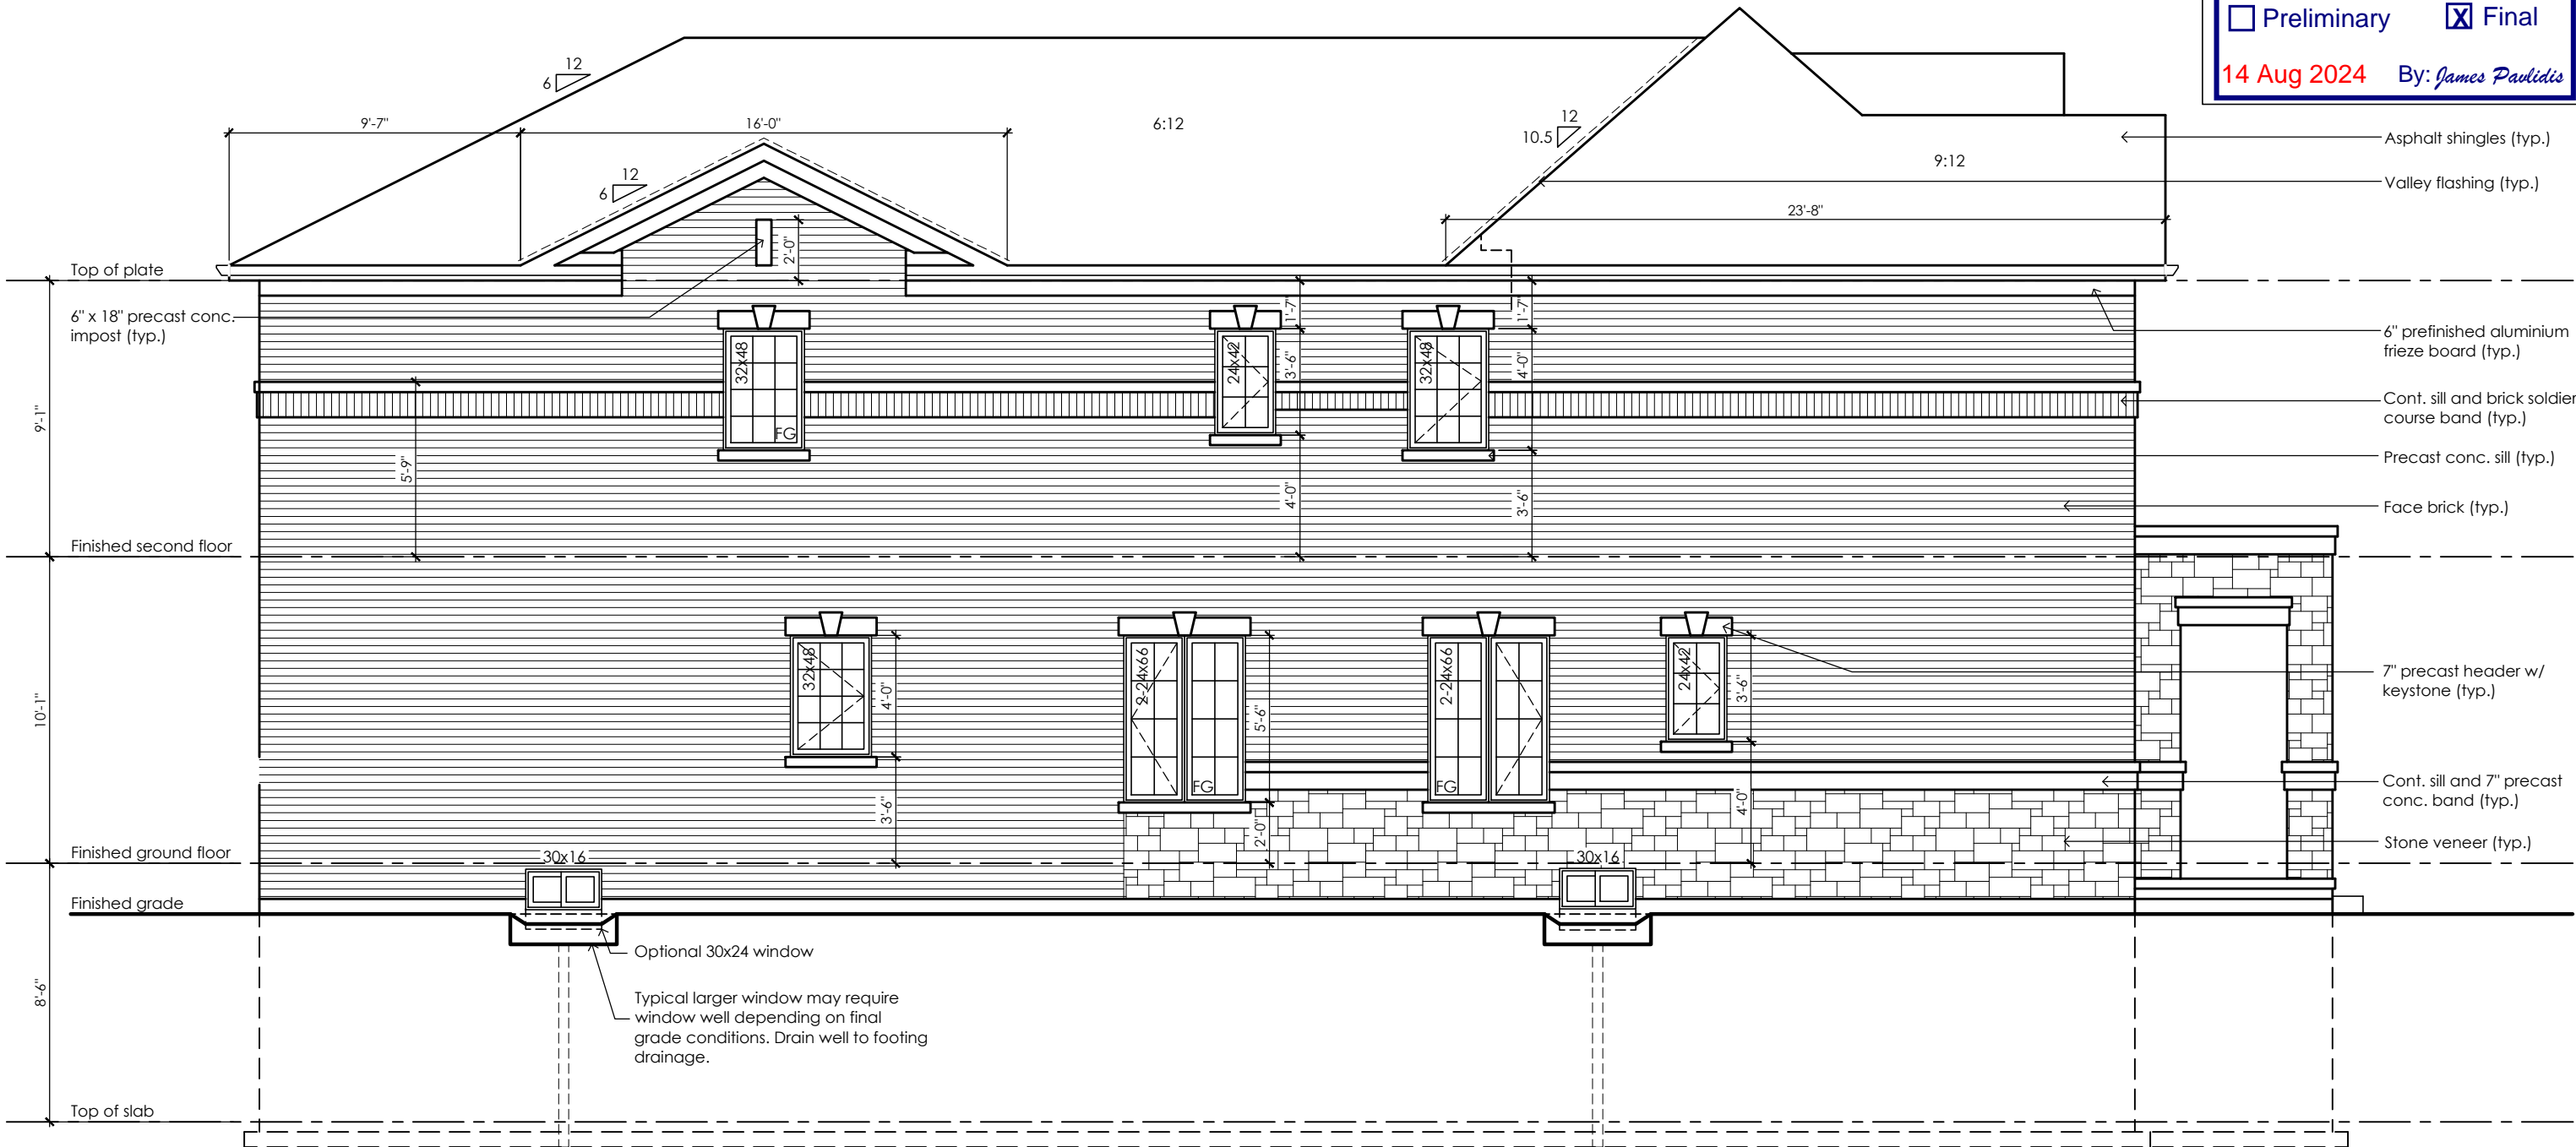 Preliminary
X Final
14 Aug 2024 By: James Pavlidis
12
6
9'-7"
16'-0"
6:12
12
10.5
9:12
Asphalt shingles (typ.)
Valley flashing (typ.)
12
6
23'-8"
2'-0"
Top of plate
6" x 18" precast conc.
impost (typ.)
1'-7"
1'-7"
6" prefinished aluminium
frieze board (typ.)
32x48
FG
24x42
3'-6"
32x48
4'-0"
Cont. sill and brick soldier
course band (typ.)
9'-1"
5'-9"
4'-0"
3'-6"
Precast conc. sill (typ.)
Face brick (typ.)
Finished second floor
10'-1"
32x48
4'-0"
3'-6"
2-24x66
FG
5'-6"
2'-0"
2-24x66
FG
24x42
3'-6"
4'-0"
7" precast header w/
keystone (typ.)
Cont. sill and 7" precast
conc. band (typ.)
Stone veneer (typ.)
Finished ground floor
30x16
30x16
Finished grade
Optional 30x24 window
8'-6"
Typical larger window may require
window well depending on final
grade conditions. Drain well to footing
drainage.
Top of slab